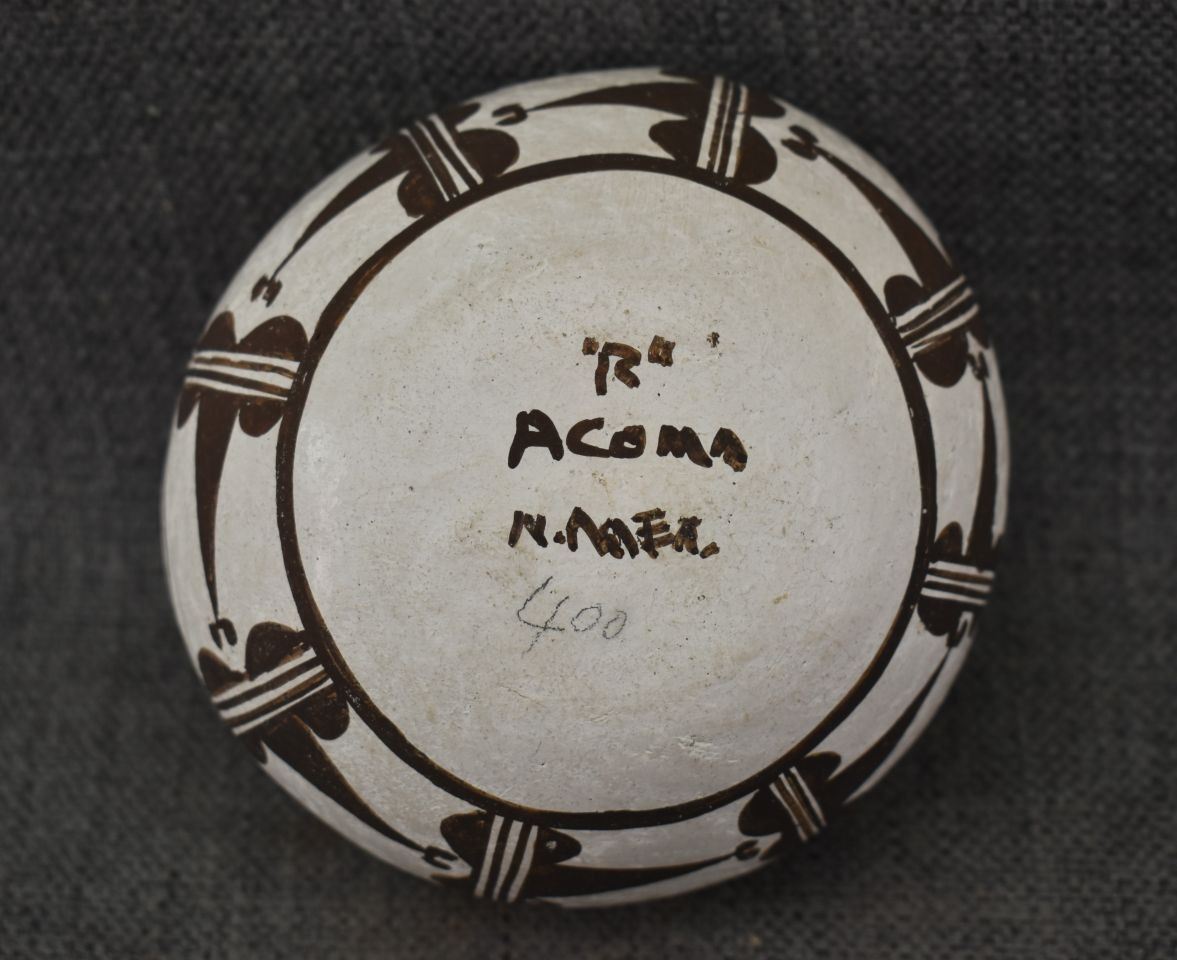 "R"
ACOMA
N. MEX.
400